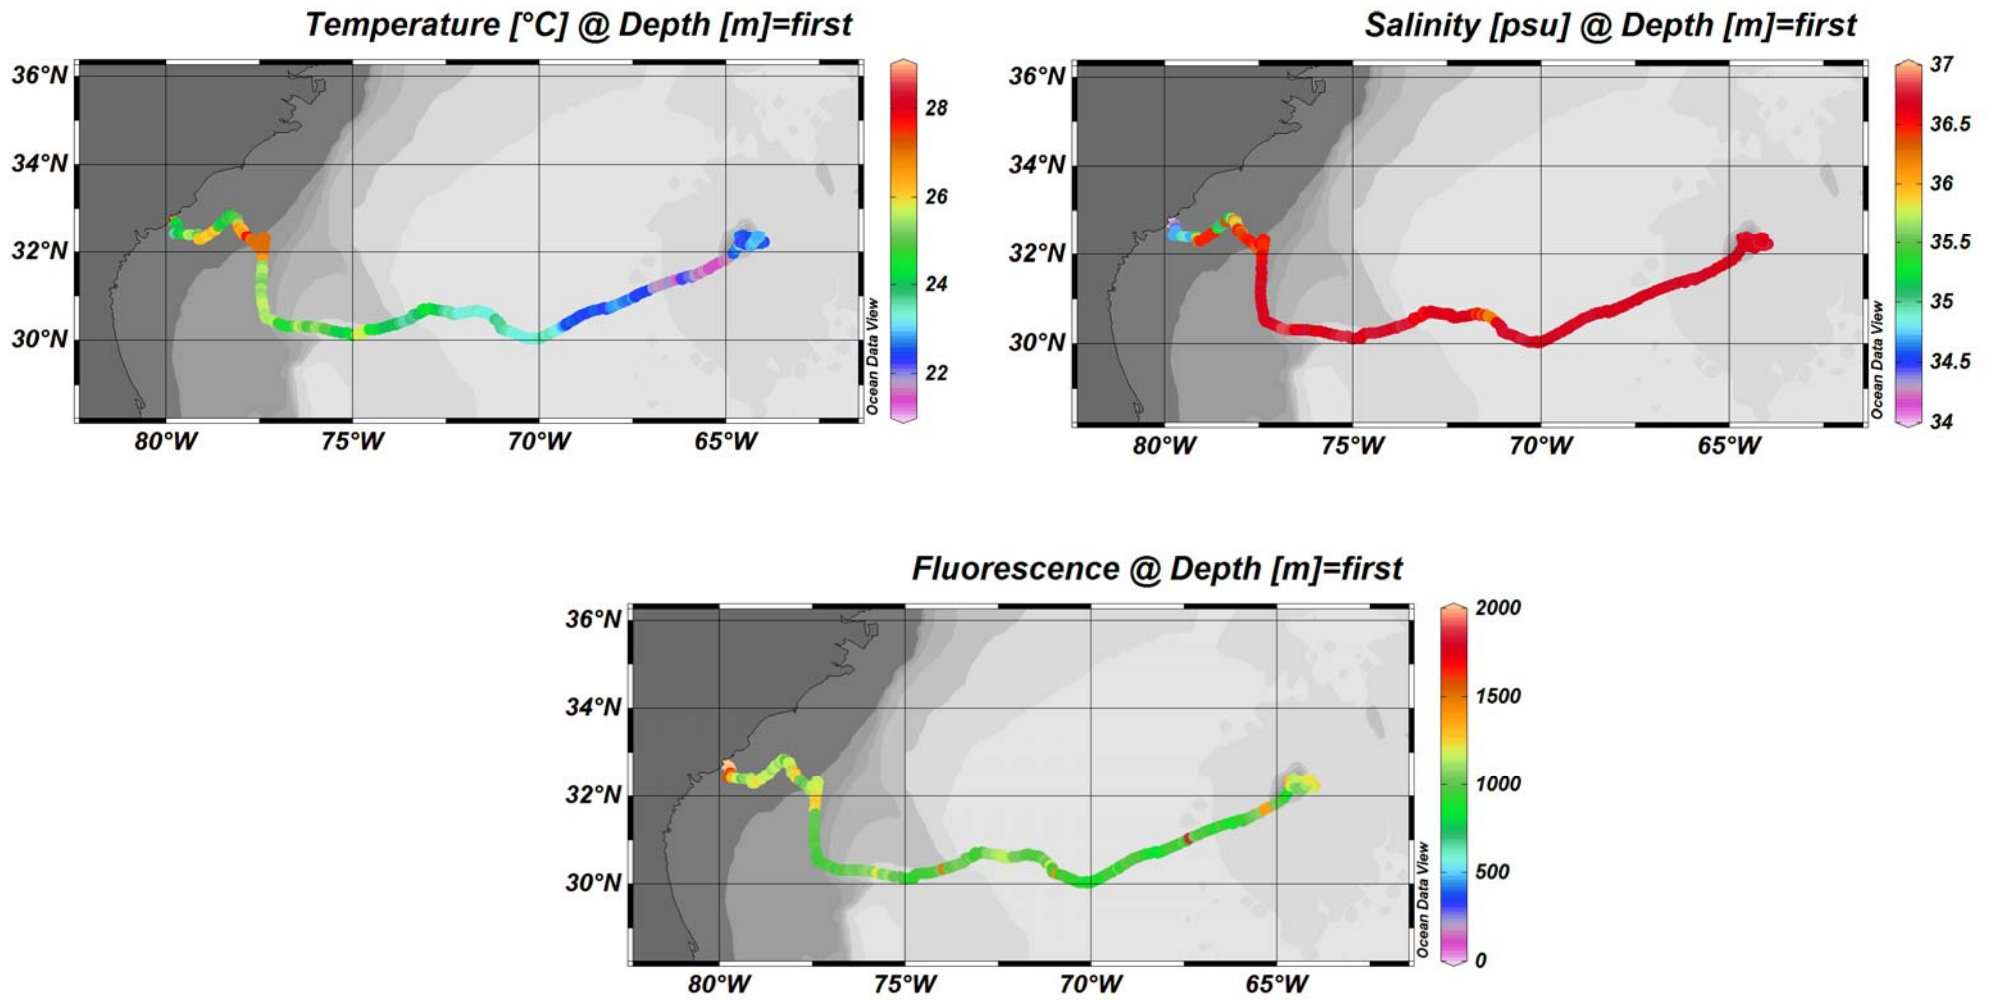 Temperature [°C] @ Depth [m]=first
36°N
34°N
32°N
30°N
80°W
75°W
70°W
65°W
28
26
24
22
Ocean Data View
Salinity [psu] @ Depth [m]=first
36°N
34°N
32°N
30°N
80°W
75°W
70°W
65°W
37
36.5
36
35.5
35
34.5
34
Ocean Data View
Fluorescence @ Depth [m]=first
36°N
34°N
32°N
30°N
80°W
75°W
70°W
65°W
2000
1500
1000
500
0
Ocean Data View